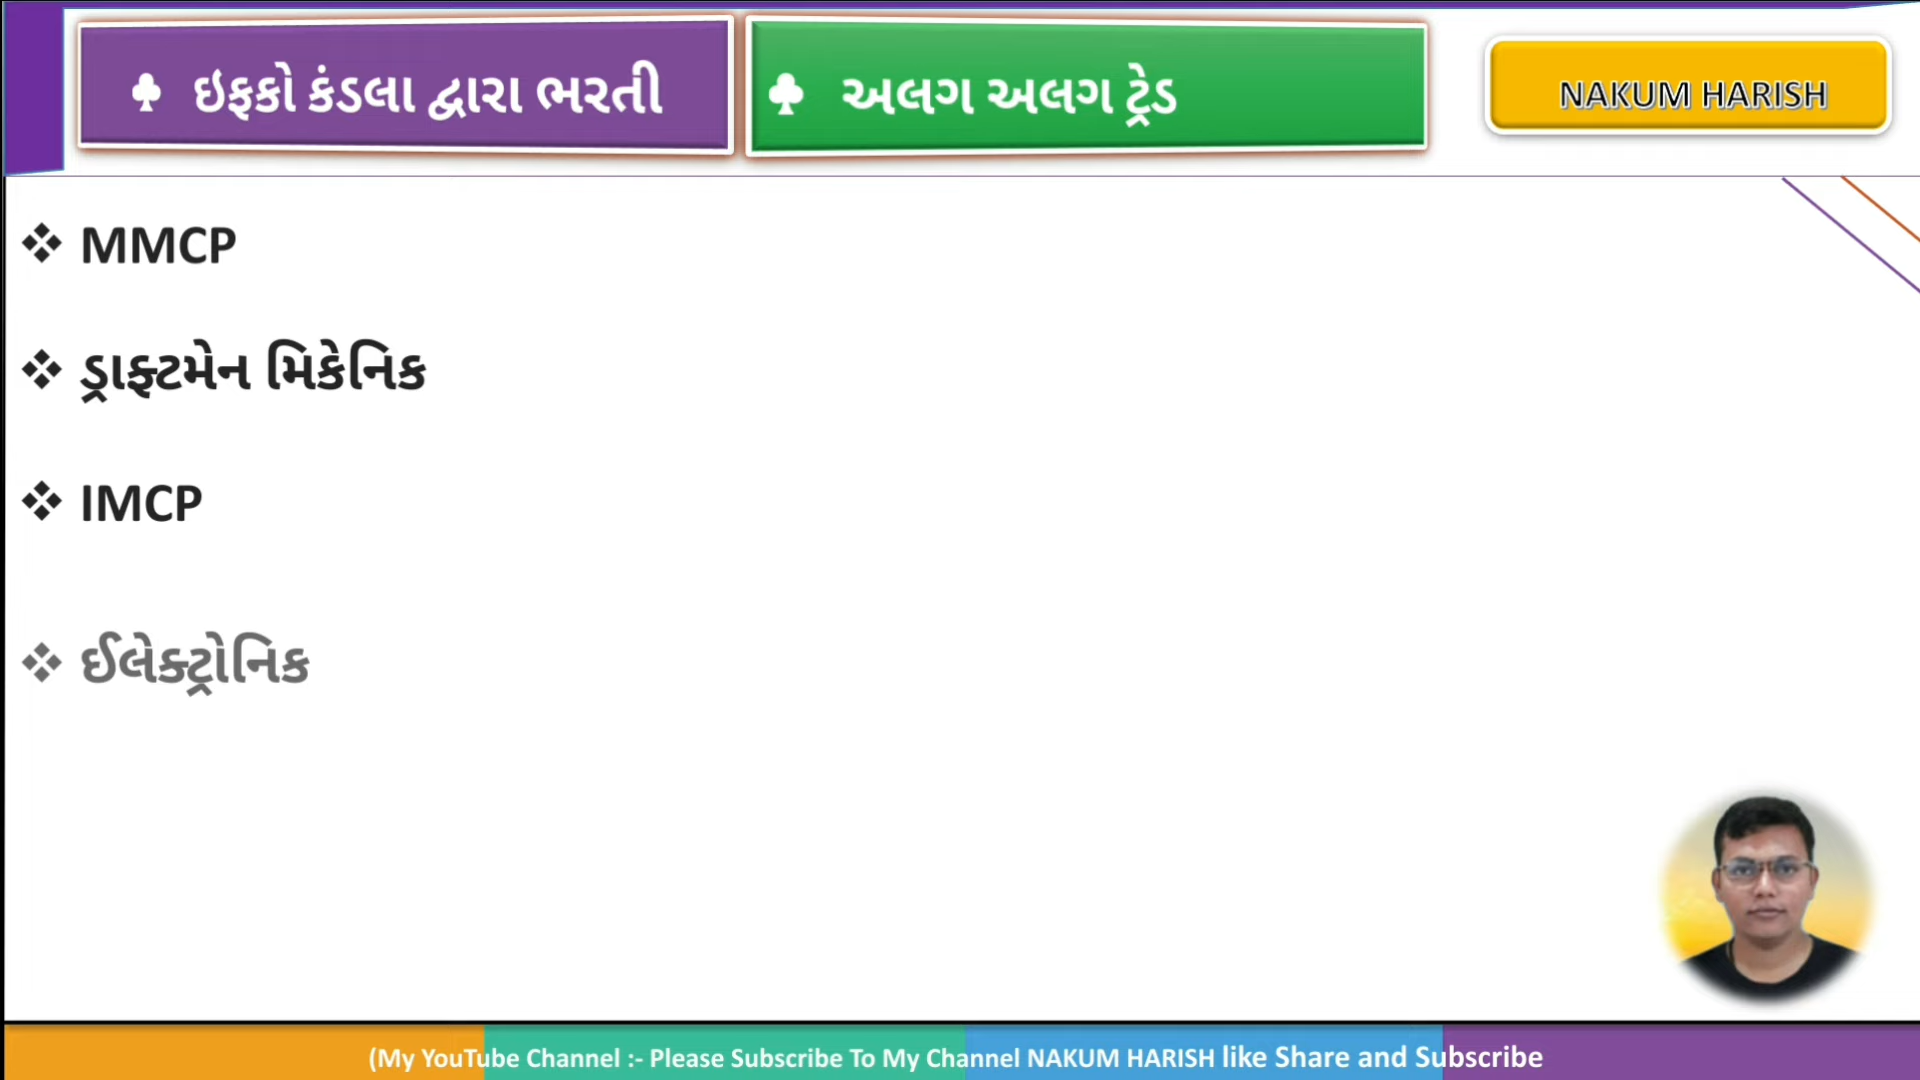 ♣ ઇફકો કંડલા દ્વારા ભરતી
♣ અલગ અલગ ટ્રેડ
NAKUM HARISH
❖ MMCP
❖ ડ્રાફ્ટમેન મિકેનિક
❖ IMCP
❖ ઈલેક્ટ્રોનિક
(My YouTube Channel :- Please Subscribe To My Channel NAKUM HARISH like Share and Subscribe